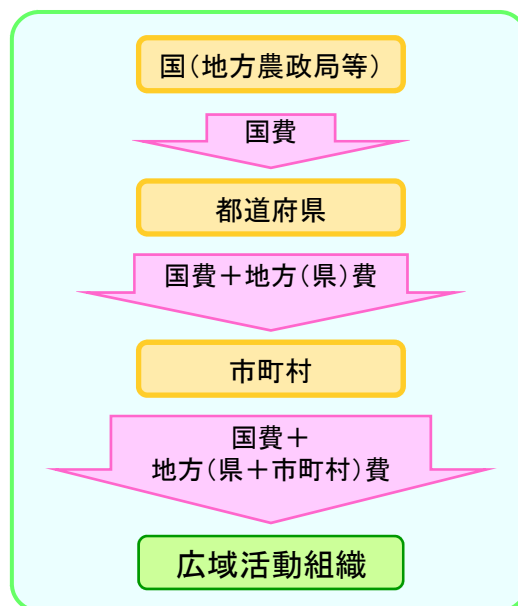 国（地方農政局等）
国費
都道府県
国費＋地方（県）費
市町村
国費＋
地方（県＋市町村）費
広域活動組織